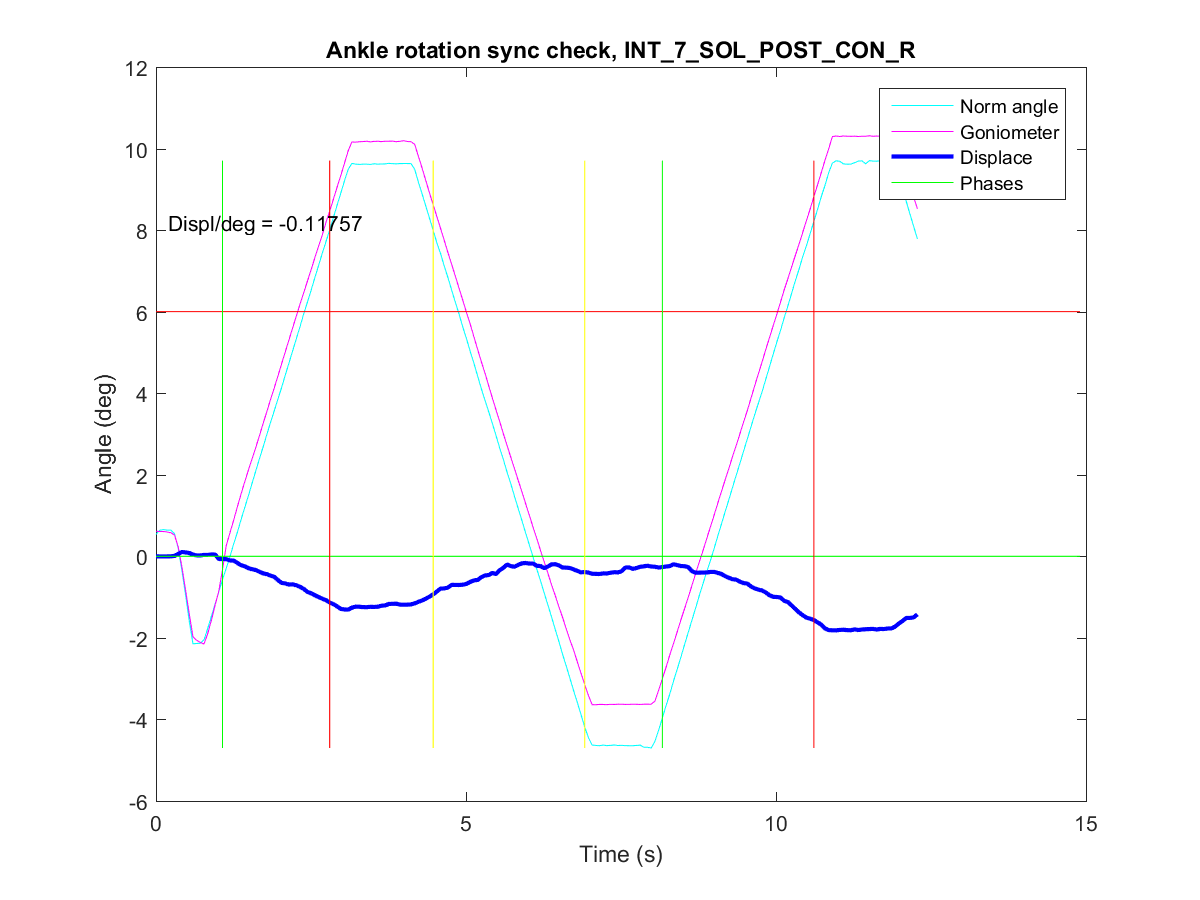 Ankle rotation sync check, INT_7_SOL_POST_CON_R
12
10
8
6
4
2
0
-2
-4
-6
Angle (deg)
Displ/deg = -0.11757
Norm angle
Goniometer
Displace
Phases
0
5
10
15
Time (s)